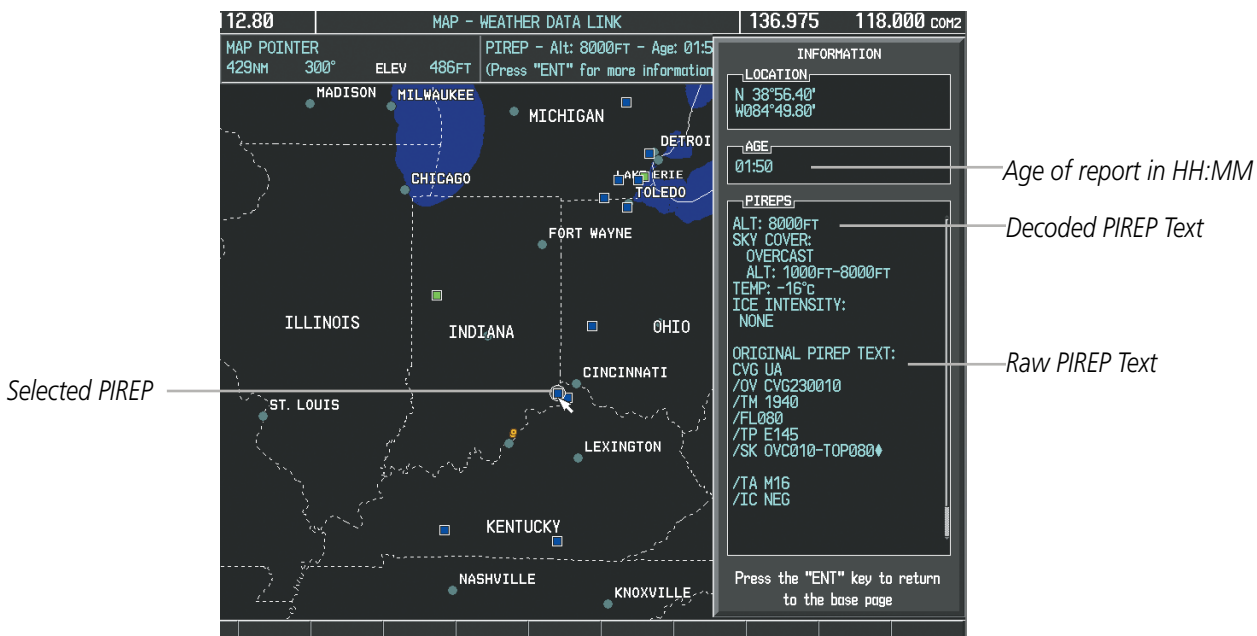 112.80 MAP - WEATHER DATA LINK 136.975 118.000 COM2
MAP POINTER
429NM 300° ELEV 486FT
PIREP - Alt: 8000FT - Age: 01:5
(Press "ENT" for more information
INFORMATION
LOCATION
N 38°56.40'
W084°49.80'
AGE
01:50
Age of report in HH:MM
PIREPS
ALT: 8000FT
Decoded PIREP Text
SKY COVER:
OVERCAST
ALT: 1000FT-8000FT
TEMP: -16°C
ICE INTENSITY:
NONE
ORIGINAL PIREP TEXT:
Raw PIREP Text
CVG UA
/OV CVG230010
/TM 1940
/FL080
/TP E145
/SK OVC010-TOP080♦
/TA M16
/IC NEG
Press the "ENT" key to return
to the base page
MADISON
MILWAUKEE
MICHIGAN
DETROI
CHICAGO
LAKE ERIE
TOLEDO
FORT WAYNE
ILLINOIS
INDIANA
OHIO
CINCINNATI
Selected PIREP
ST. LOUIS
LEXINGTON
KENTUCKY
NASHVILLE
KNOXVILLE